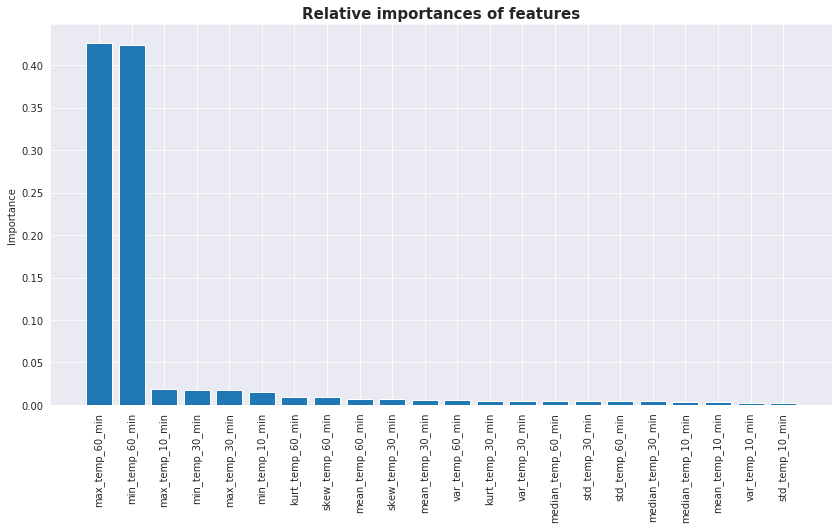 Relative importances of features
Importance
0.40
0.35
0.30
0.25
0.20
0.15
0.10
0.05
0.00
max_temp_60_min
min_temp_60_min
max_temp_10_min
min_temp_30_min
max_temp_30_min
min_temp_10_min
kurt_temp_60_min
skew_temp_60_min
mean_temp_60_min
skew_temp_30_min
mean_temp_30_min
var_temp_60_min
kurt_temp_30_min
var_temp_30_min
median_temp_60_min
std_temp_30_min
std_temp_60_min
median_temp_30_min
median_temp_10_min
mean_temp_10_min
var_temp_10_min
std_temp_10_min